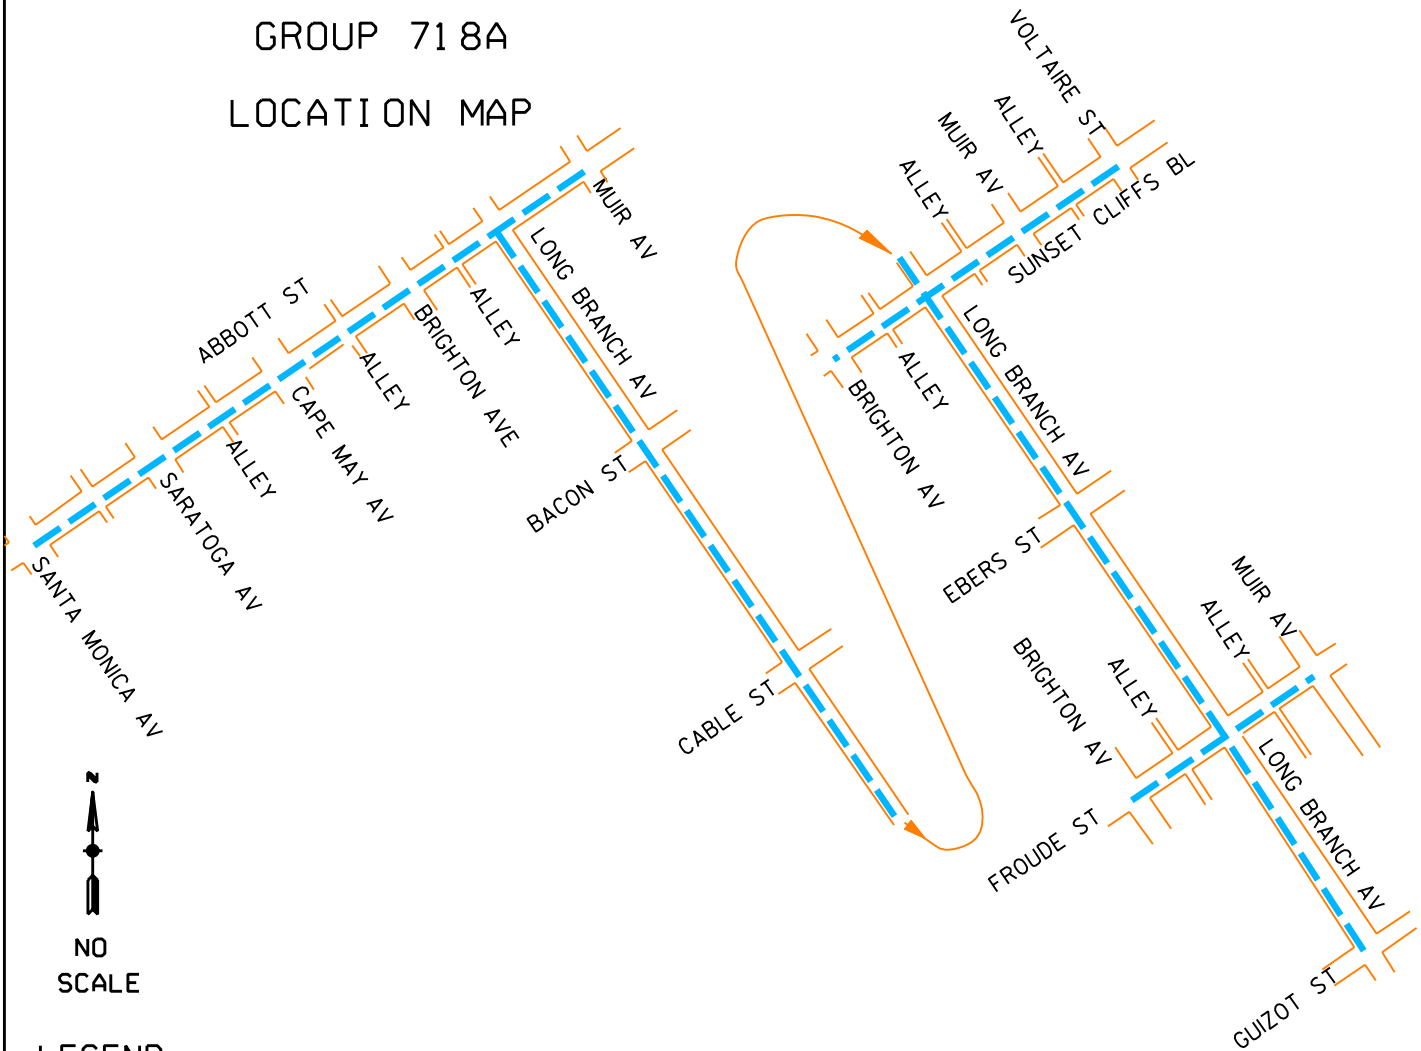 GROUP 718A
LOCATION MAP
VOLTAIRE ST
ALLEY
MUIR AV
ALLEY
SUNSET CLIFFS BL
MUIR AV
LONG BRANCH AV
ABBOTT ST
ALLEY
BRIGHTON AVE
ALLEY
CAPE MAY AV
ALLEY
SARATOGA AV
SANTA MONICA AV
BACON ST
CABLE ST
LONG BRANCH AV
ALLEY
BRIGHTON AV
EBERS ST
MUIR AV
ALLEY
ALLEY
BRIGHTON AV
FROUDE ST
LONG BRANCH AV
GUIZOT ST
N
NO
SCALE
LEGEND